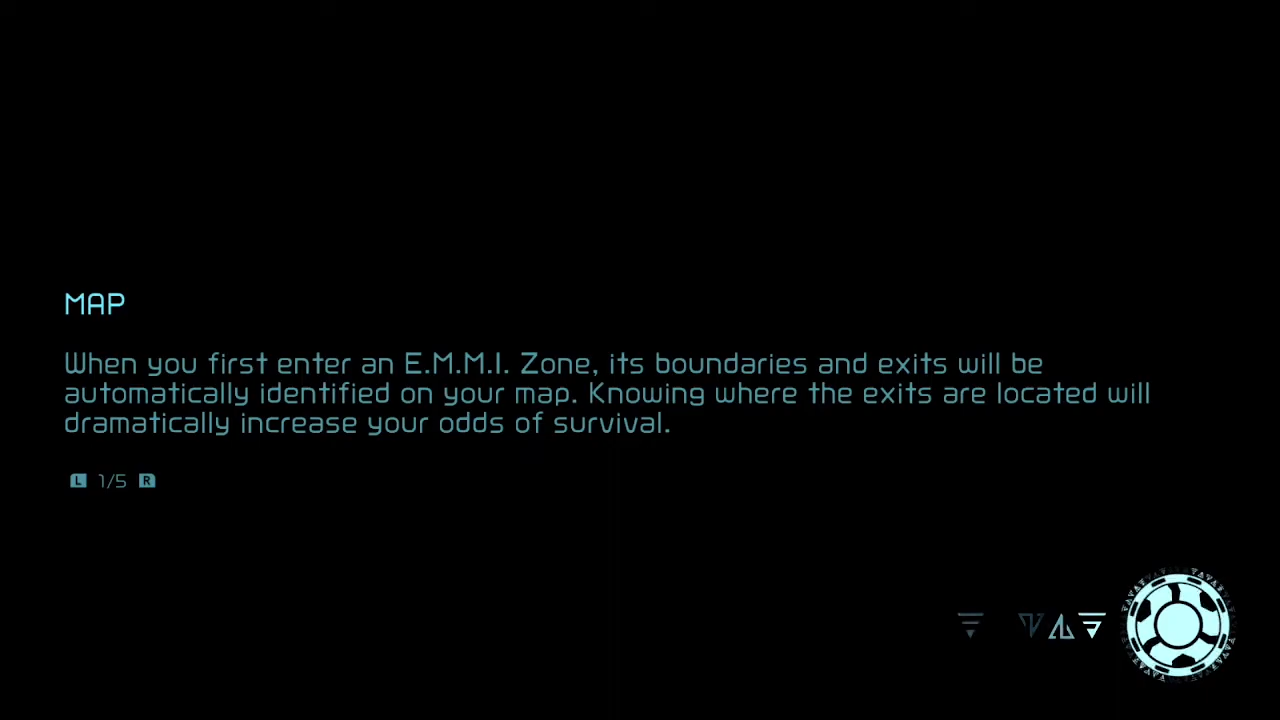 MAP
When you first enter an E.M.M.I. Zone, its boundaries and exits will be
automatically identified on your map. Knowing where the exits are located will
dramatically increase your odds of survival.
L 1/5 R